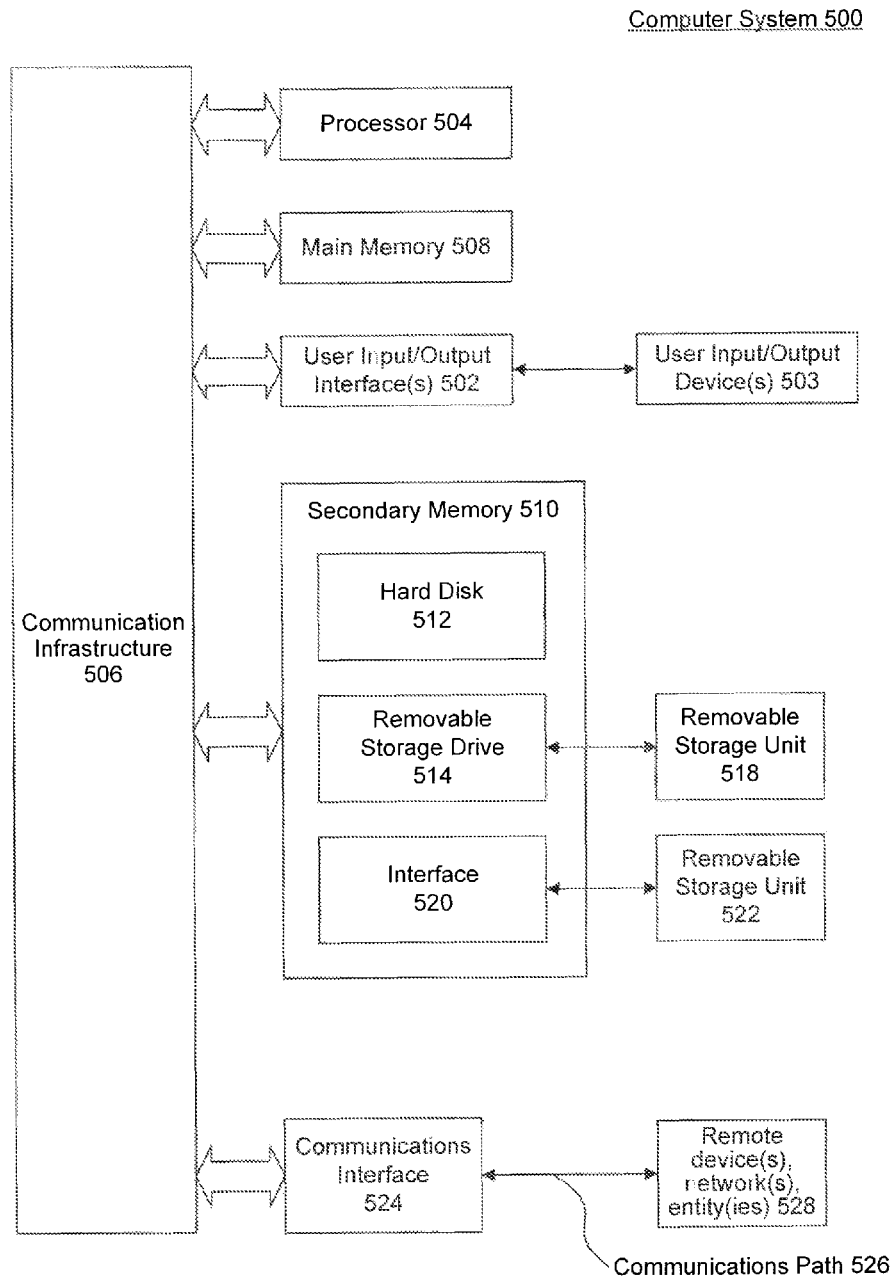 Computer System 500
Processor 504
Main Memory 508
User Input/Output
Interface(s) 502
User Input/Output
Device(s) 503
Secondary Memory 510
Hard Disk
512
Communication
Infrastructure
506
Removable
Storage Drive
514
Removable
Storage Unit
518
Interface
520
Removable
Storage Unit
522
Communications
Interface
524
Remote
device(s),
network(s),
entity(ies) 528
Communications Path 526